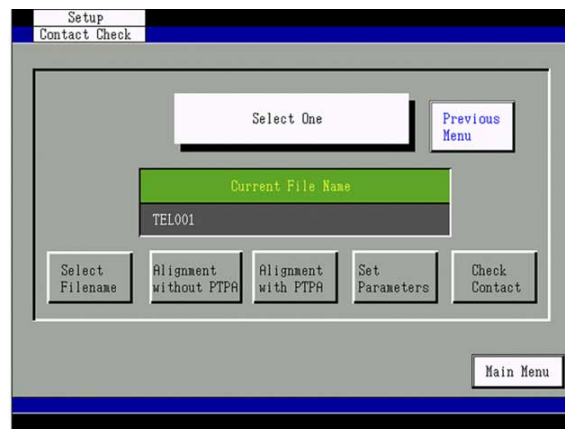 Setup
Contact Check
Select One
Previous
Menu
Current File Name
TEL001
Select
Filename
Alignment
without PTPA
Alignment
with PTPA
Set
Parameters
Check
Contact
Main Menu